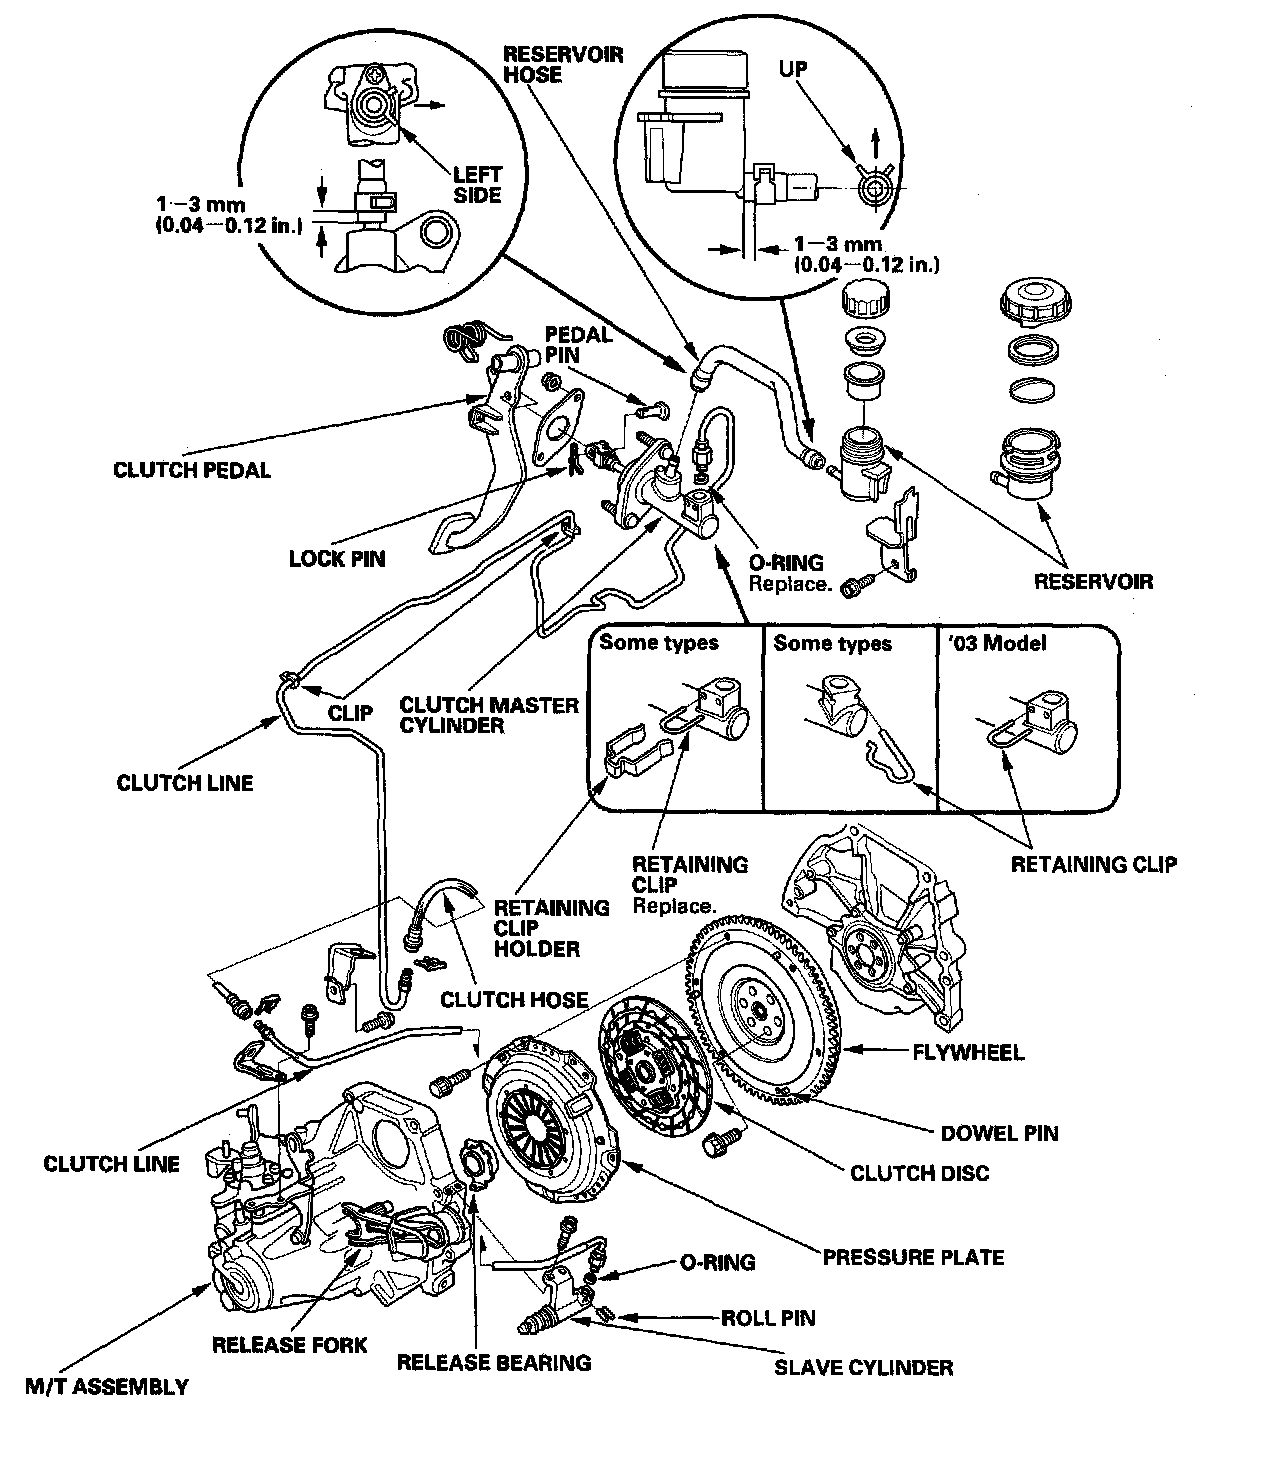 RESERVOIR
HOSE
UP
LEFT
SIDE
1–3 mm
(0.04–0.12 in.)
1–3 mm
(0.04–0.12 in.)
PEDAL
PIN
CLUTCH PEDAL
LOCK PIN
O-RING
Replace.
RESERVOIR
Some types
Some types
'03 Model
CLIP
CLUTCH MASTER
CYLINDER
CLUTCH LINE
RETAINING
CLIP
Replace.
RETAINING CLIP
RETAINING
CLIP
HOLDER
CLUTCH HOSE
FLYWHEEL
DOWEL PIN
CLUTCH LINE
CLUTCH DISC
PRESSURE PLATE
O-RING
ROLL PIN
RELEASE FORK
RELEASE BEARING
SLAVE CYLINDER
M/T ASSEMBLY